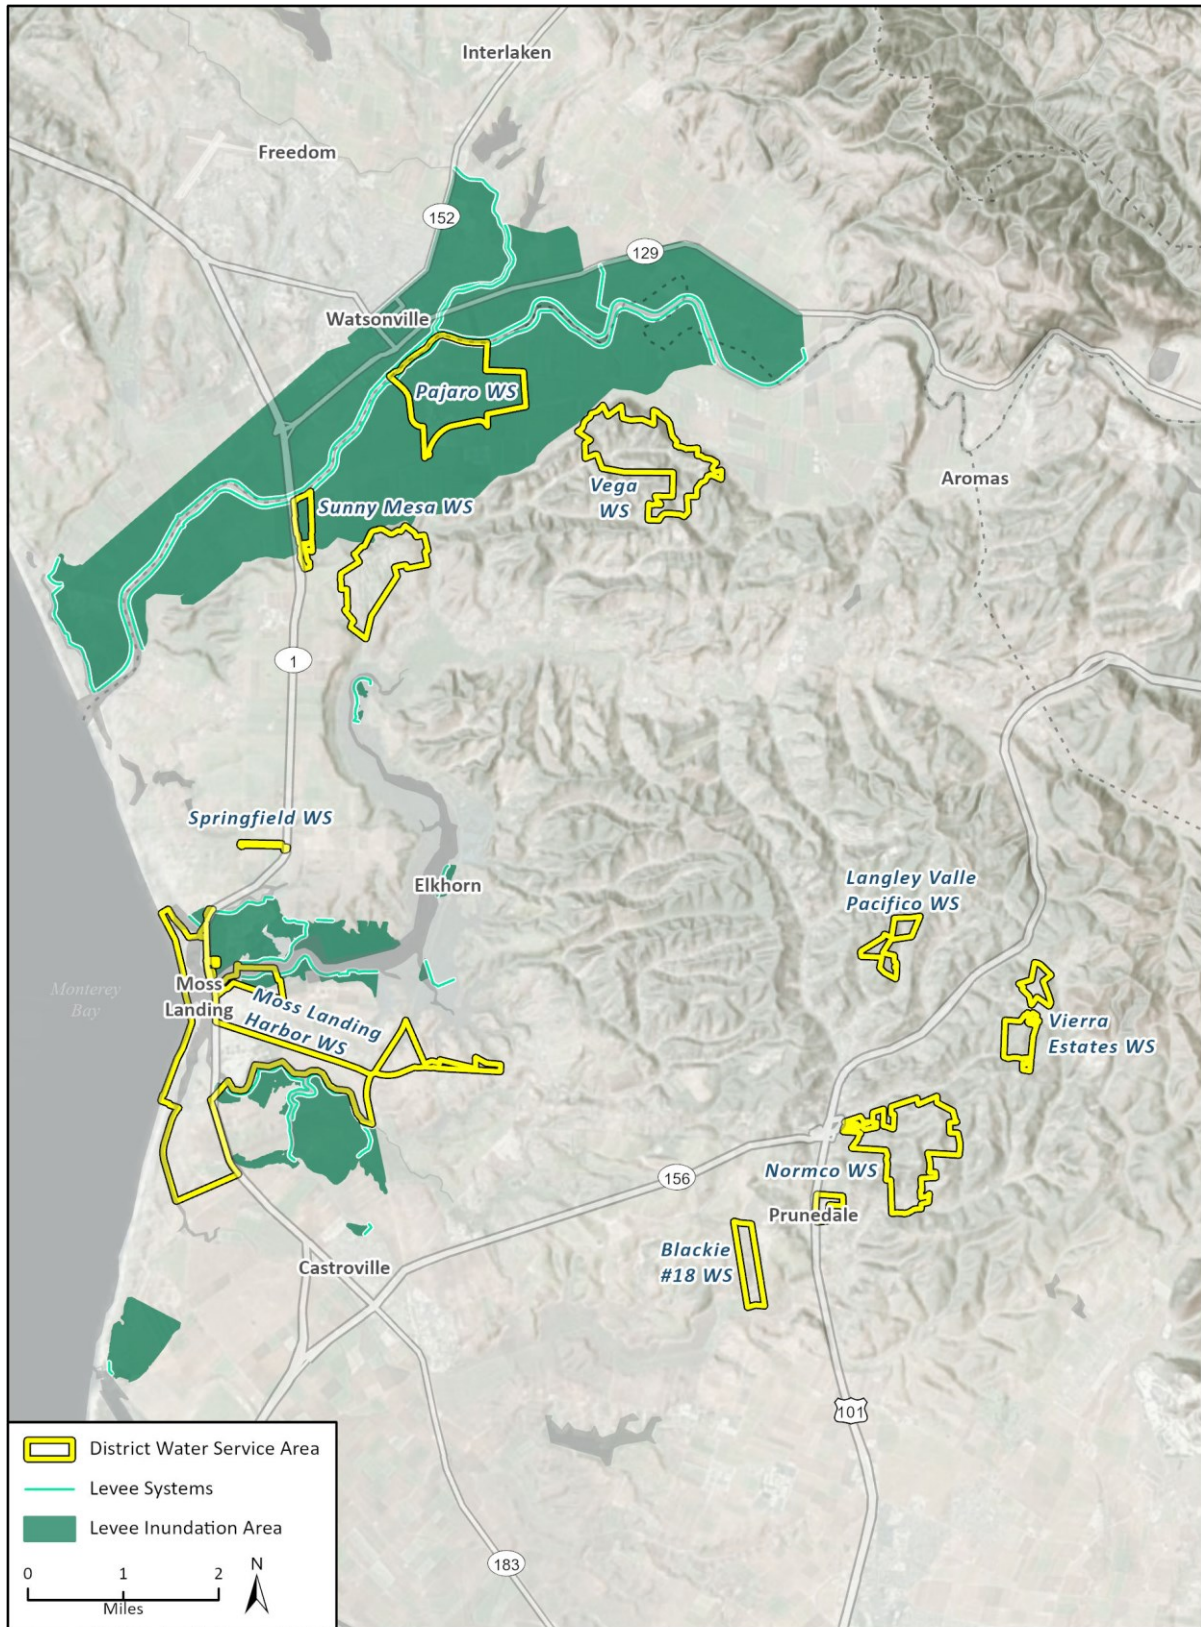 Interlaken
Freedom
152
129
Watsonville
Pajaro WS
Aromas
Vega
WS
Sunny Mesa WS
1
Springfield WS
Elkhorn
Langley Valle
Pacifico WS
Monterey
Bay
Moss
Landing
Moss Landing
Harbor WS
Vierra
Estates WS
156
Normco WS
Prunedale
Blackie
#18 WS
Castroville
101
183
District Water Service Area
Levee Systems
Levee Inundation Area
0 1 2
Miles
N